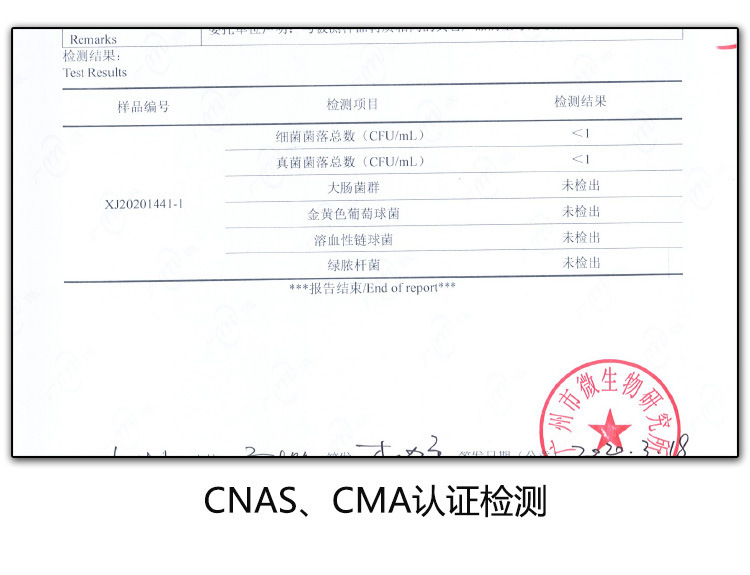 Remarks
检测结果:
Test Results
样品编号 检测项目 检测结果
细菌菌落总数（CFU/mL） <1
真菌菌落总数（CFU/mL） <1
大肠菌群 未检出
XJ20201441-1
金黄色葡萄球菌 未检出
溶血性链球菌 未检出
绿脓杆菌 未检出
***报告结束/End of report***
广州市微生物研究所
2020.3.18
CNAS、CMA认证检测